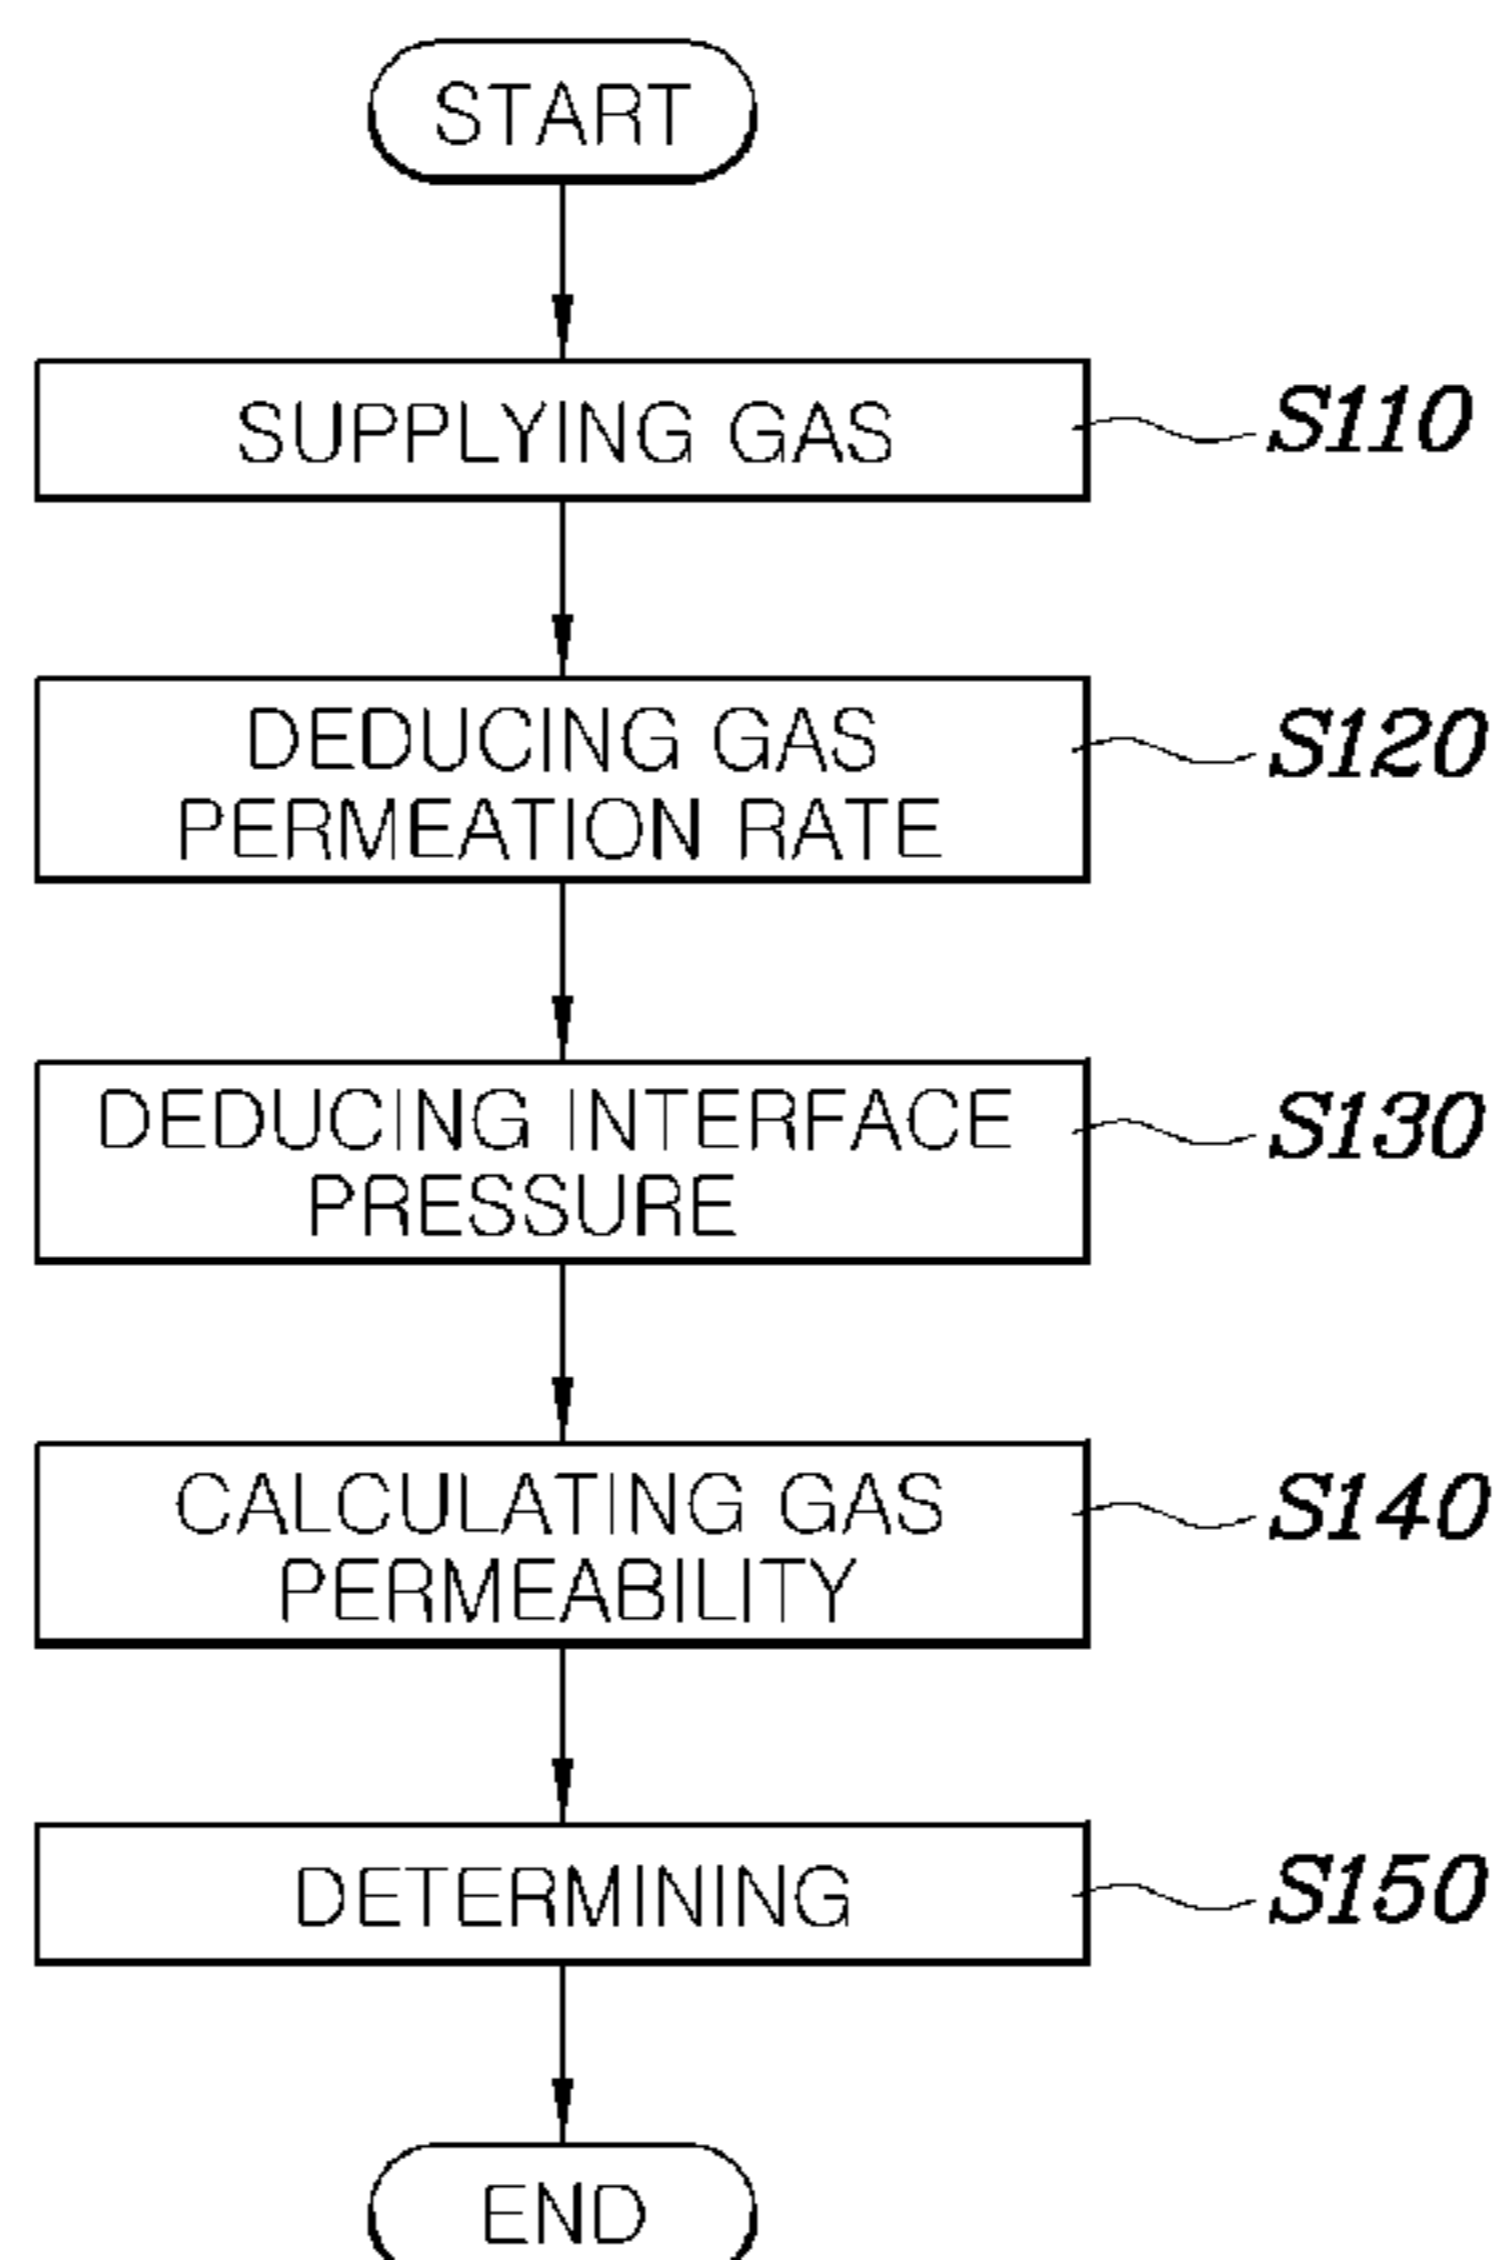 START
SUPPLYING GAS
S110
DEDUCING GAS
PERMEATION RATE
S120
DEDUCING INTERFACE
PRESSURE
S130
CALCULATING GAS
PERMEABILITY
S140
DETERMINING
S150
END